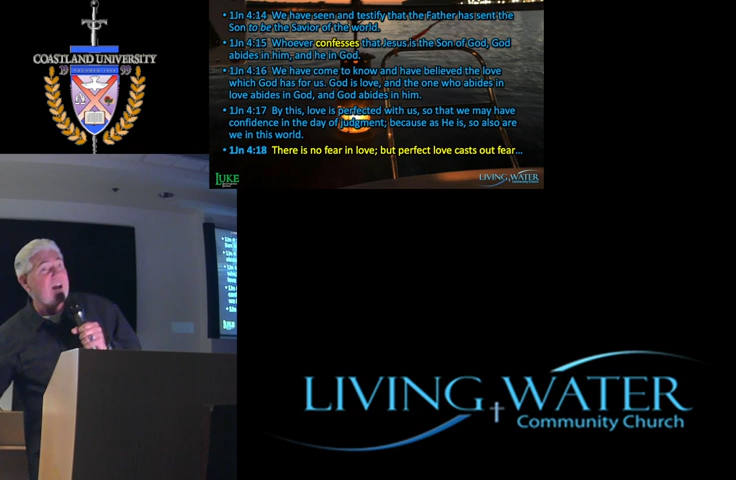 COASTLAND UNIVERSITY
19
99
• 1Jn 4:14 We have seen and testify that the Father has sent the
Son to be the Savior of the world.
• 1Jn 4:15 Whoever confesses that Jesus is the Son of God, God
abides in him, and he in God.
• 1Jn 4:16 We have come to know and have believed the love
which God has for us. God is love, and the one who abides in
love abides in God, and God abides in him.
• 1Jn 4:17 By this, love is perfected with us, so that we may have
confidence in the day of judgment; because as He is, so also are
we in this world.
• 1Jn 4:18 There is no fear in love; but perfect love casts out fear...
LUKE
LIVING WATER
Community Church
LIVING WATER
Community Church